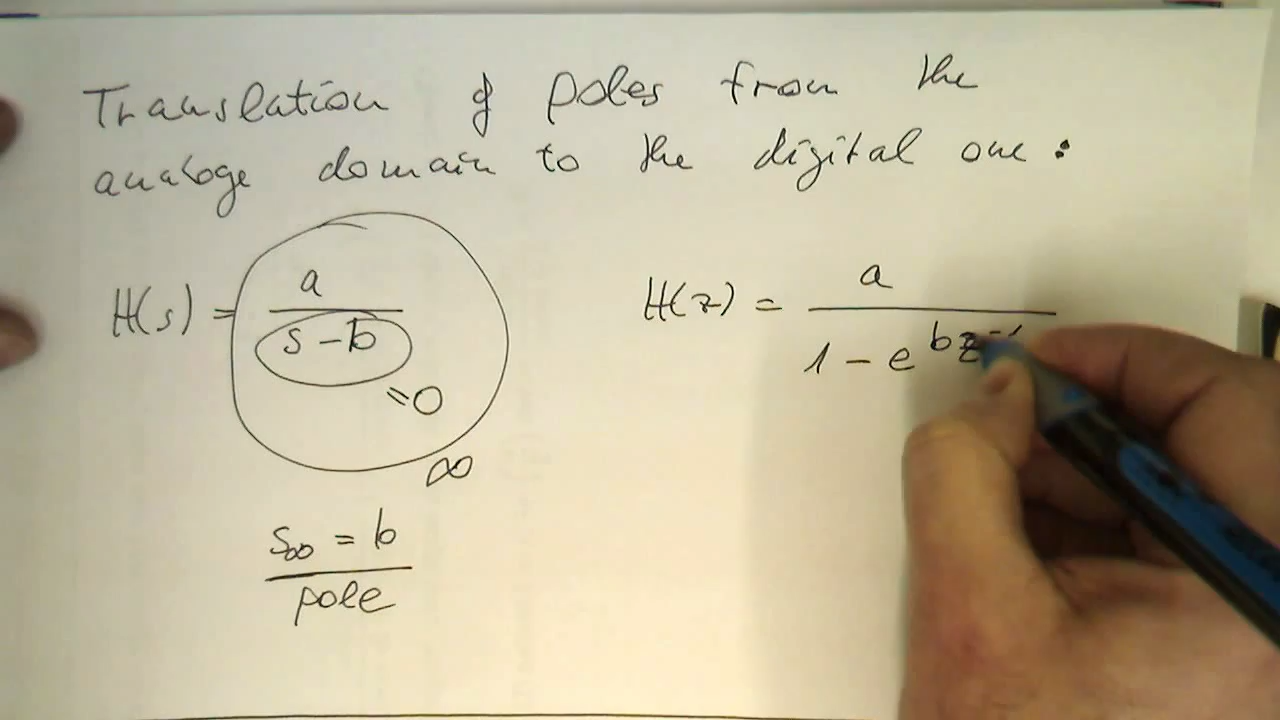 Translation of poles from the
analoge domain to the digital one :
H(s) = a / (s - b)
= 0
∞
s∞ = b
pole
H(z) = a / (1 - e^b z^-1)